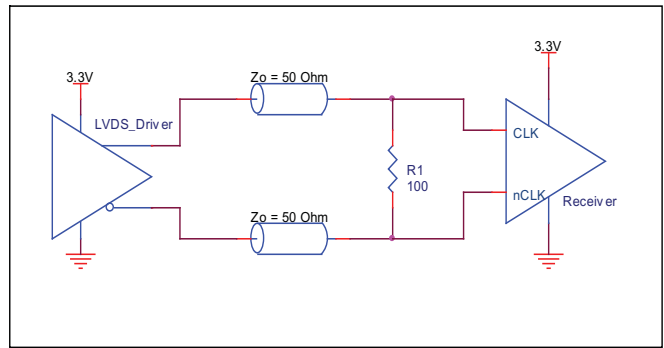 3.3V
Zo = 50 Ohm
3.3V
LVDS_Driver
CLK
R1
100
nCLK
Receiver
Zo = 50 Ohm